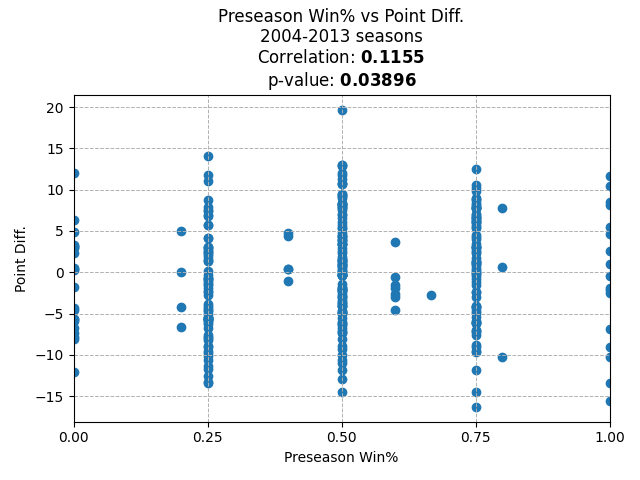 Preseason Win% vs Point Diff.
2004-2013 seasons
Correlation: 0.1155
p-value: 0.03896
20
15
10
5
0
−5
−10
−15
Point Diff.
0.00 0.25 0.50 0.75 1.00
Preseason Win%